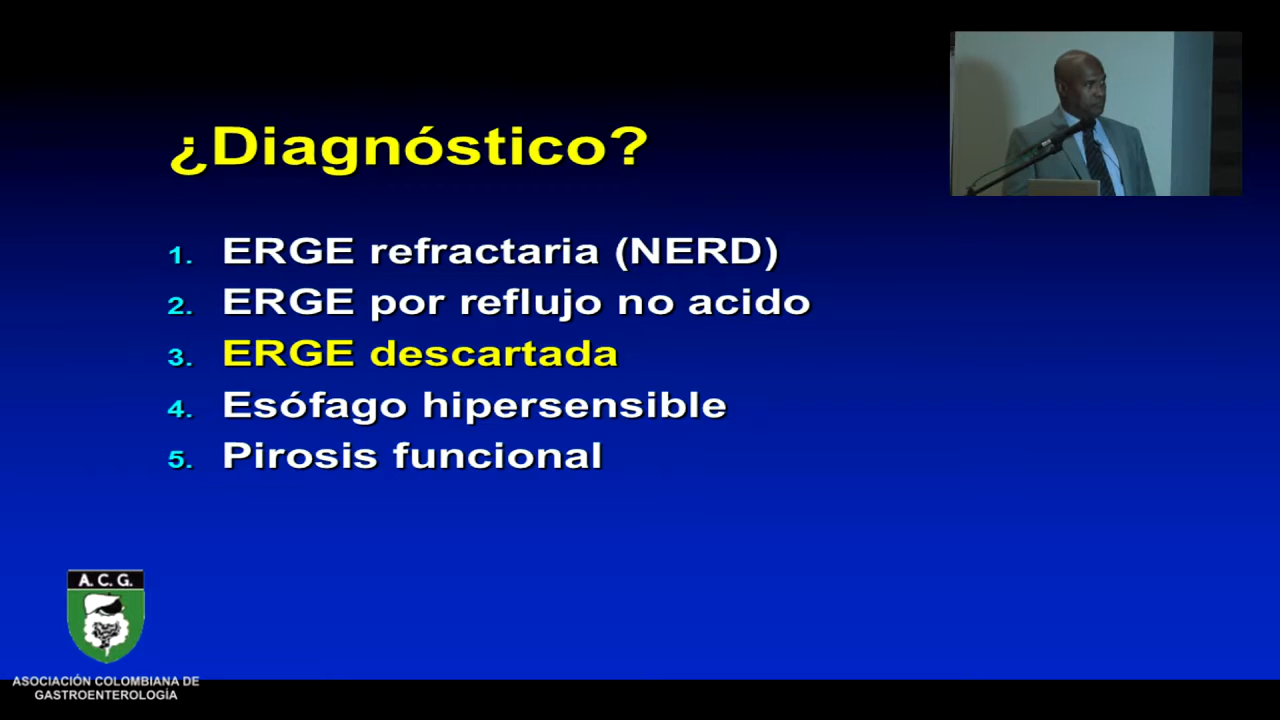 ¿Diagnóstico?
1. ERGE refractaria (NERD)
2. ERGE por reflujo no acido
3. ERGE descartada
4. Esófago hipersensible
5. Pirosis funcional
A. C. G.
ASOCIACIÓN COLOMBIANA DE
GASTROENTEROLOGÍA